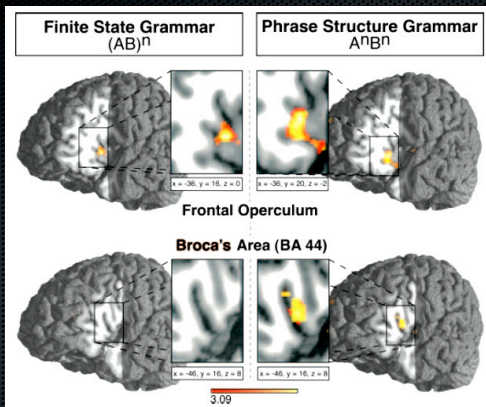 Finite State Grammar
(AB)ⁿ
Phrase Structure Grammar
AⁿBⁿ
x = -36, y = 16, z = 0
x = -36, y = 20, z = -2
Frontal Operculum
Broca's Area (BA 44)
x = -46, y = 16, z = 8
x = -46, y = 16, z = 8
3.09